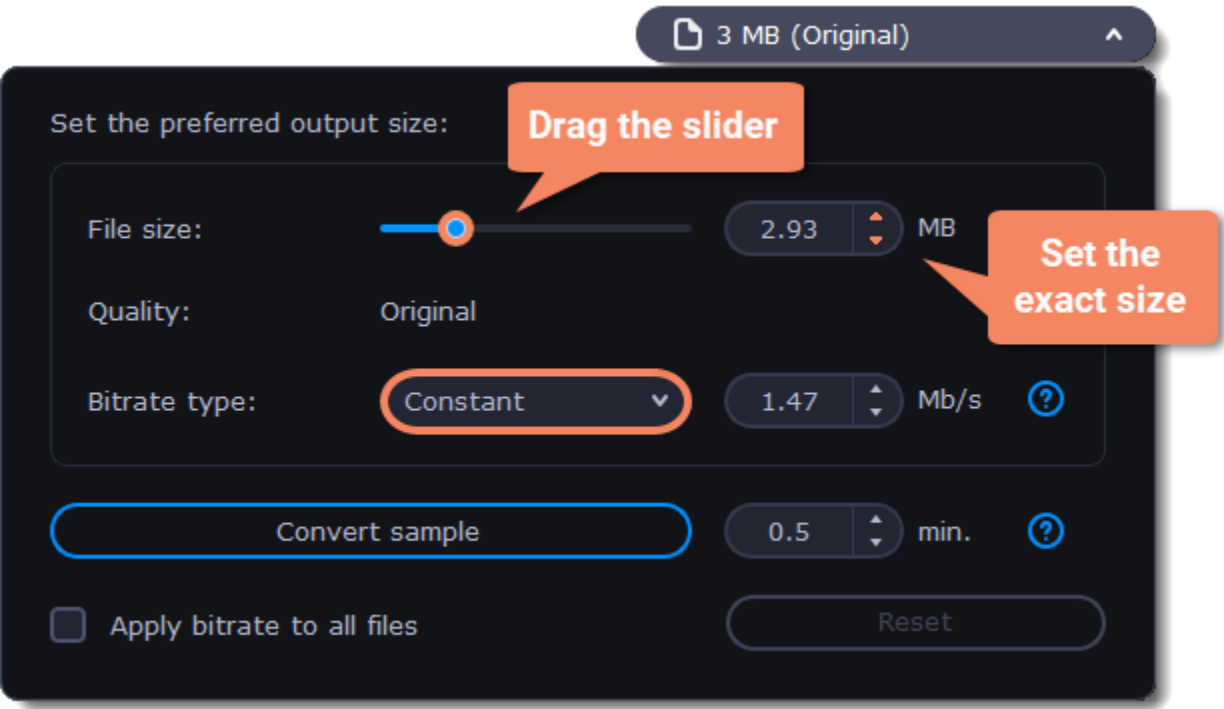 3 MB (Original)
Set the preferred output size:
Drag the slider
File size:
2.93
MB
Set the
exact size
Quality:
Original
Bitrate type:
Constant
1.47
Mb/s
?
Convert sample
0.5
min.
?
Apply bitrate to all files
Reset